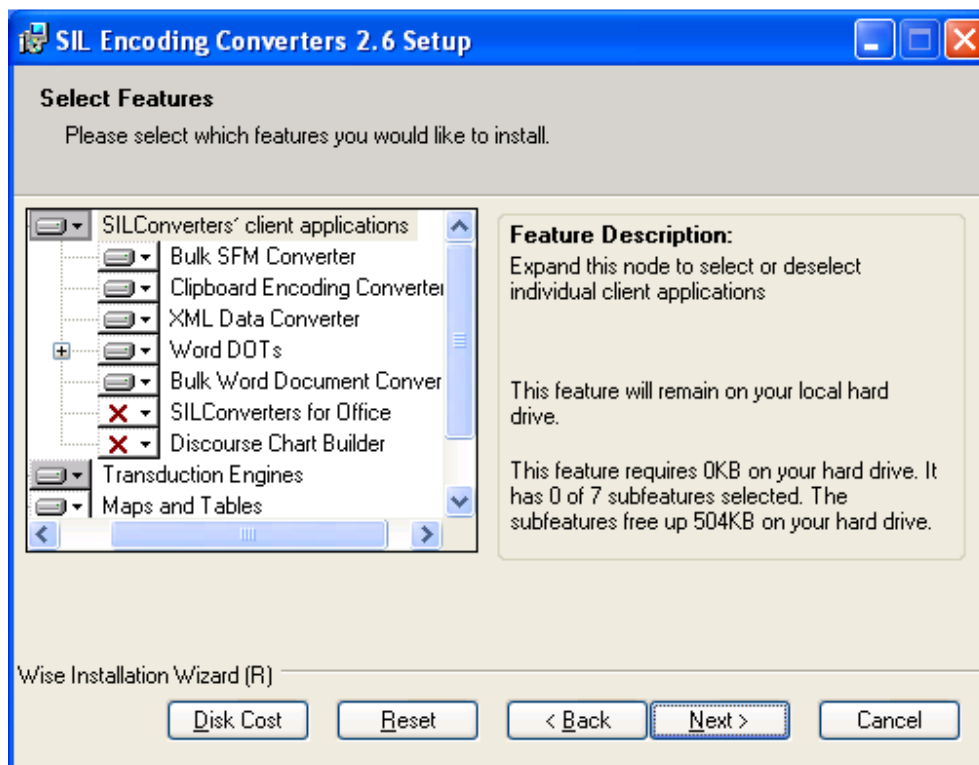 SIL Encoding Converters 2.6 Setup
Select Features
Please select which features you would like to install.
SILConverters' client applications
Bulk SFM Converter
Clipboard Encoding Converter
XML Data Converter
Word DOTs
Bulk Word Document Conver
SILConverters for Office
Discourse Chart Builder
Transduction Engines
Maps and Tables
Feature Description:
Expand this node to select or deselect
individual client applications
This feature will remain on your local hard
drive.
This feature requires 0KB on your hard drive. It
has 0 of 7 subfeatures selected. The
subfeatures free up 504KB on your hard drive.
Wise Installation Wizard (R)
Disk Cost
Reset
< Back
Next >
Cancel